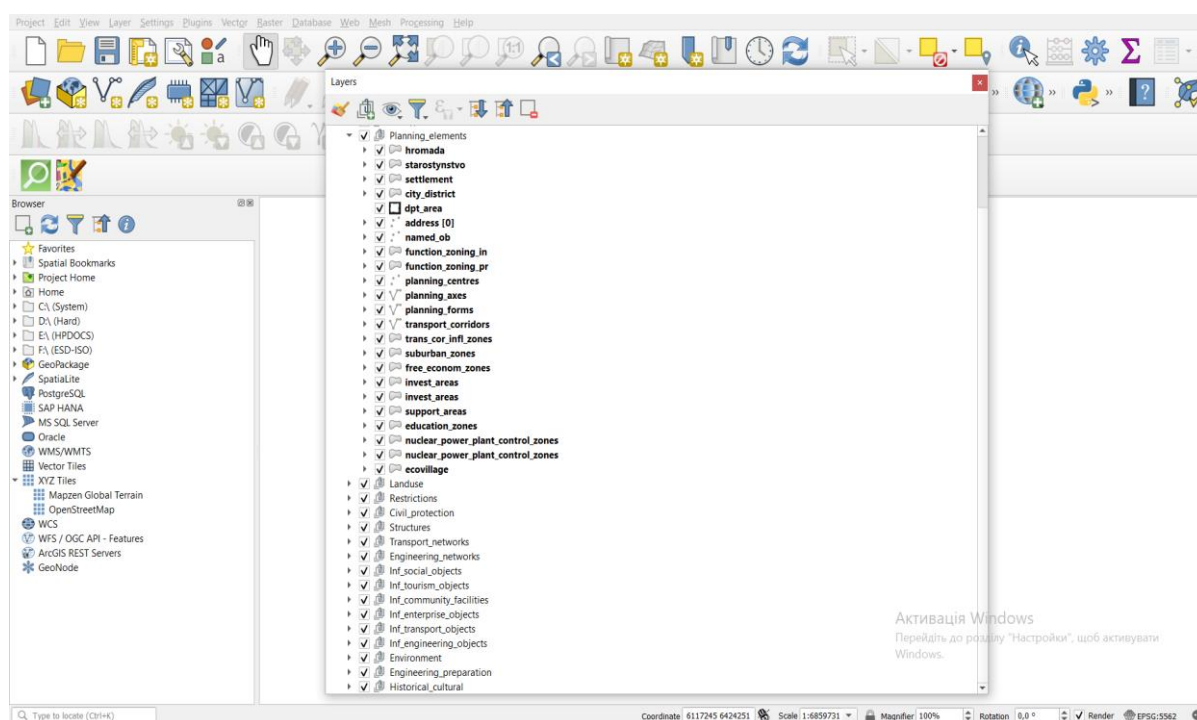 Project Edit View Layer Settings Plugins Vector Raster Database Web Mesh Processing Help
Layers
Planning_elements
hromada
starostynstvo
settlement
city_district
dpt_area
address [0]
named_ob
function_zoning_in
function_zoning_pr
planning_centres
planning_axes
planning_forms
transport_corridors
trans_cor_infl_zones
suburban_zones
free_econom_zones
invest_areas
invest_areas
support_areas
education_zones
nuclear_power_plant_control_zones
nuclear_power_plant_control_zones
ecovillage
Landuse
Restrictions
Civil_protection
Structures
Transport_networks
Engineering_networks
Inf_social_objects
Inf_tourism_objects
Inf_community_facilities
Inf_enterprise_objects
Inf_transport_objects
Inf_engineering_objects
Environment
Engineering_preparation
Historical_cultural
Browser
Favorites
Spatial Bookmarks
Project Home
Home
C:\ (System)
D:\ (Hard)
E:\ (HPDOCS)
F:\ (ESD-ISO)
GeoPackage
SpatiaLite
PostgreSQL
SAP HANA
MS SQL Server
Oracle
WMS/WMTS
Vector Tiles
XYZ Tiles
Mapzen Global Terrain
OpenStreetMap
WCS
WFS / OGC API - Features
ArcGIS REST Servers
GeoNode
Активація Windows
Перейдіть до розділу "Настройки", щоб активувати
Windows.
Type to locate (Ctrl+K)
Coordinate 6117245 6424251 Scale 1:6859731 Magnifier 100% Rotation 0,0 ° Render EPSG:5562